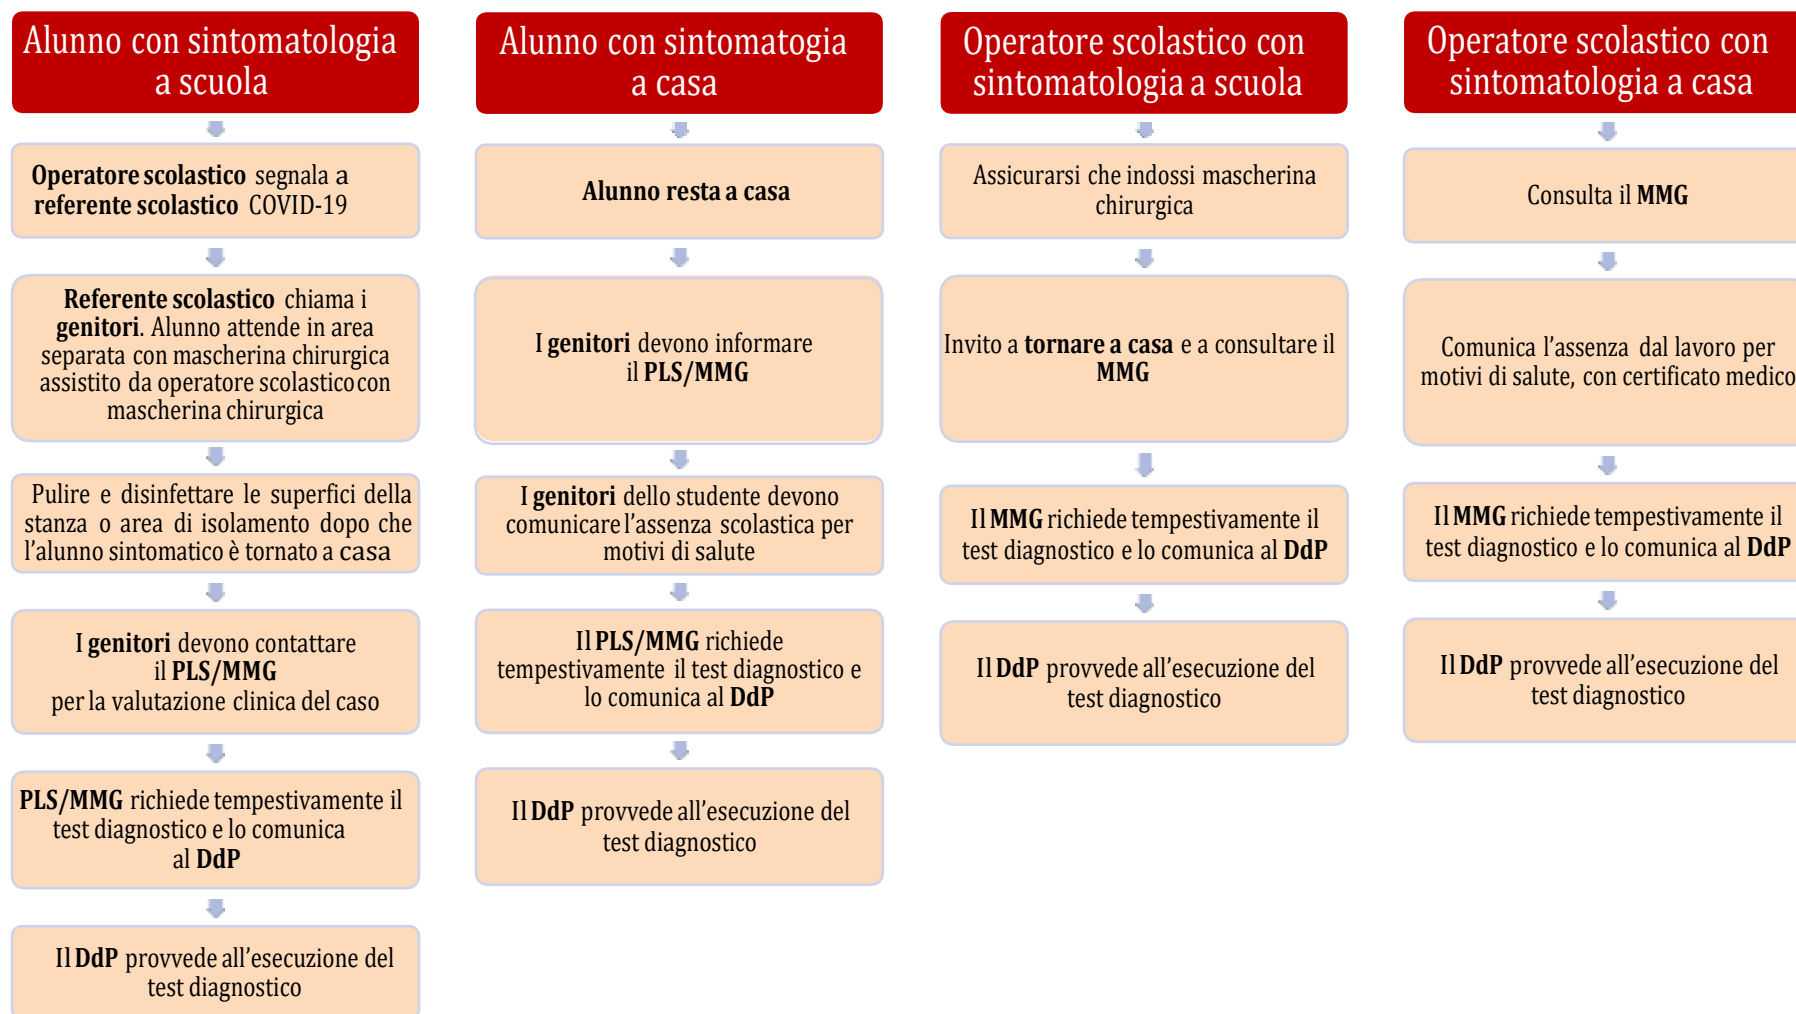 Alunno con sintomatologia
a scuola
Operatore scolastico segnala a
referente scolastico COVID-19
Referente scolastico chiama i
genitori. Alunno attende in area
separata con mascherina chirurgica
assistito da operatore scolastico con
mascherina chirurgica
Pulire e disinfettare le superfici della
stanza o area di isolamento dopo che
l’alunno sintomatico è tornato a casa
I genitori devono contattare
il PLS/MMG
per la valutazione clinica del caso
PLS/MMG richiede tempestivamente il
test diagnostico e lo comunica
al DdP
Il DdP provvede all’esecuzione del
test diagnostico
Alunno con sintomatogia
a casa
Alunno resta a casa
I genitori devono informare
il PLS/MMG
I genitori dello studente devono
comunicare l’assenza scolastica per
motivi di salute
Il PLS/MMG richiede
tempestivamente il test diagnostico e
lo comunica al DdP
Il DdP provvede all’esecuzione del
test diagnostico
Operatore scolastico con
sintomatologia a scuola
Assicurarsi che indossi mascherina
chirurgica
Invito a tornare a casa e a consultare il
MMG
Il MMG richiede tempestivamente il
test diagnostico e lo comunica al DdP
Il DdP provvede all’esecuzione del
test diagnostico
Operatore scolastico con
sintomatologia a casa
Consulta il MMG
Comunica l’assenza dal lavoro per
motivi di salute, con certificato medico
Il MMG richiede tempestivamente il
test diagnostico e lo comunica al DdP
Il DdP provvede all’esecuzione del
test diagnostico